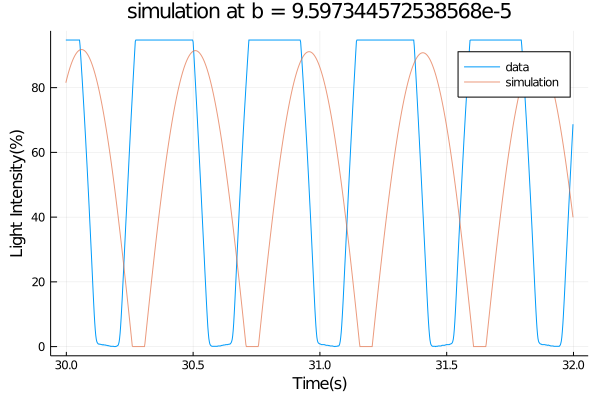 simulation at b = 9.597344572538568e-5
data
simulation
Light Intensity(%)
80
60
40
20
0
30.0 30.5 31.0 31.5 32.0
Time(s)